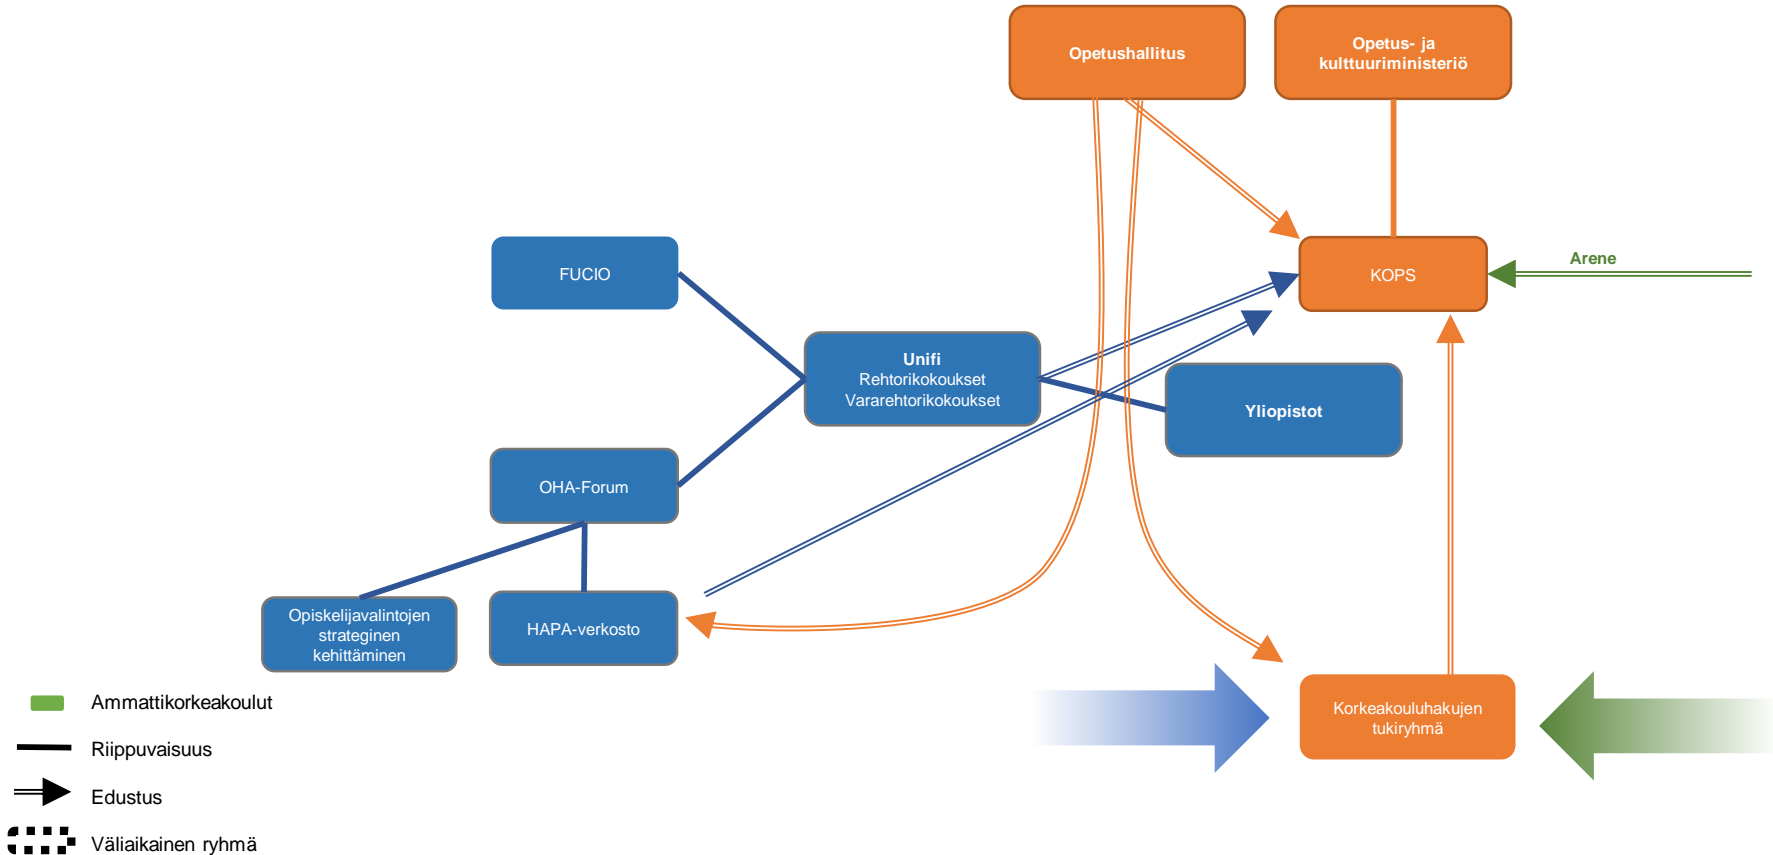 Opetushallitus
Opetus- ja
kulttuuriministeriö
FUCIO
KOPS
Arene
Unifi
Rehtorikokoukset
Vararehtorikokoukset
Yliopistot
OHA-Forum
Opiskelijavalintojen
strateginen
kehittäminen
HAPA-verkosto
Korkeakouluhakujen
tukiryhmä
Ammattikorkeakoulut
Riippuvaisuus
Edustus
Väliaikainen ryhmä